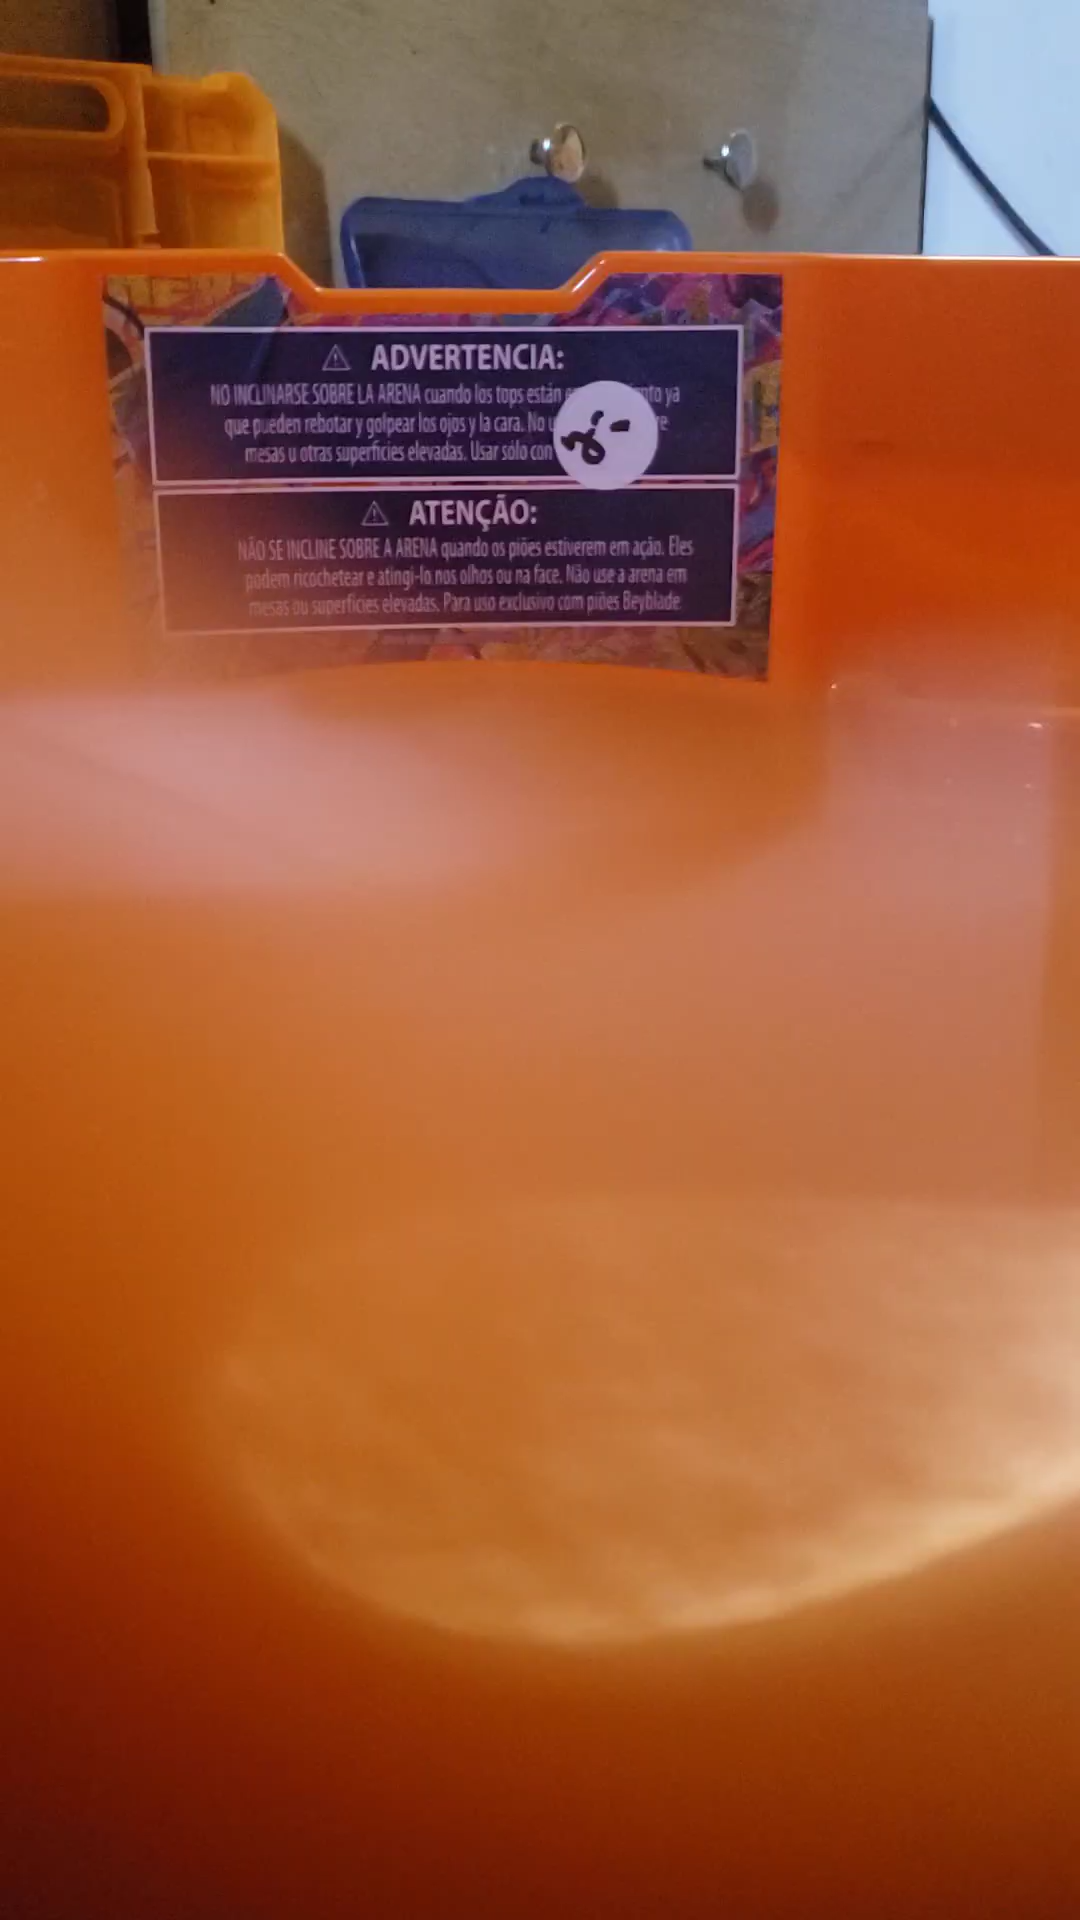 ADVERTENCIA:
NO INCLINARSE SOBRE LA ARENA cuando los tops están ya
que pueden rebotar y golpear los ojos y la cara. No
mesas u otras superficies elevadas. Usar sólo con
8-
ATENÇÃO:
NÃO SE INCLINE SOBRE A ARENA quando os piões estiverem em ação. Eles
podem ricochetear e atingi-lo nos olhos ou na face. Não use a arena em
mesas ou superfícies elevadas. Para uso exclusivo com piões Beyblade.